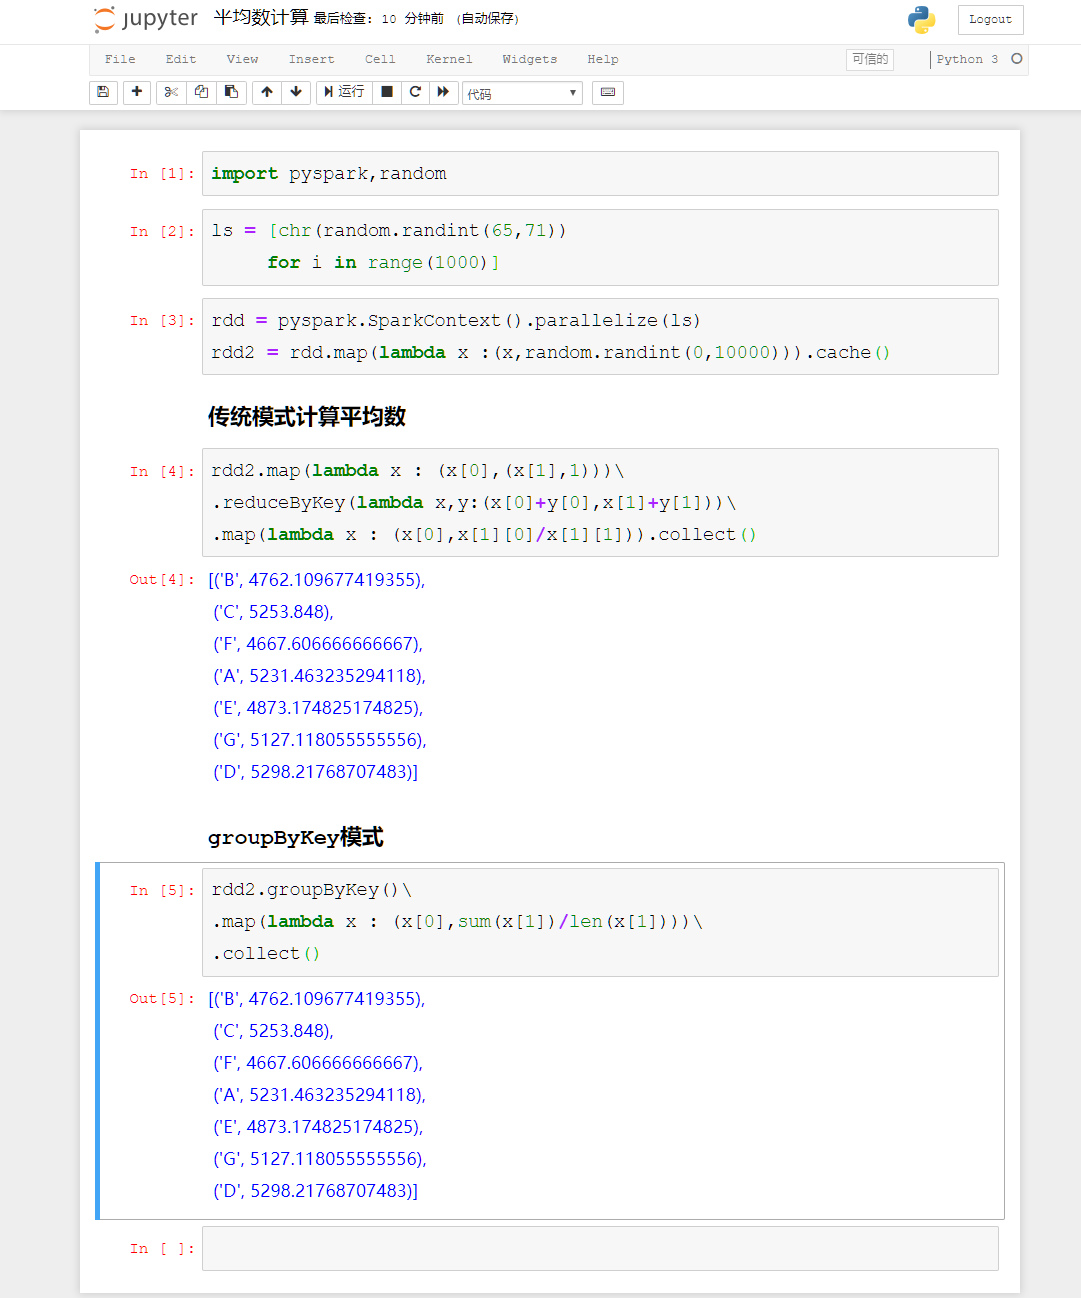 jupyter 平均数计算 最后检查: 10 分钟前 (自动保存) Logout
File Edit View Insert Cell Kernel Widgets Help 可信的 Python 3
运行 代码
In [1]: import pyspark,random
In [2]: ls = [chr(random.randint(65,71))
for i in range(1000)]
In [3]: rdd = pyspark.SparkContext().parallelize(ls)
rdd2 = rdd.map(lambda x :(x,random.randint(0,10000))).cache()
传统模式计算平均数
In [4]: rdd2.map(lambda x : (x[0],(x[1],1)))\
.reduceByKey(lambda x,y:(x[0]+y[0],x[1]+y[1]))\
.map(lambda x : (x[0],x[1][0]/x[1][1])).collect()
Out[4]: [('B', 4762.109677419355),
('C', 5253.848),
('F', 4667.606666666667),
('A', 5231.463235294118),
('E', 4873.174825174825),
('G', 5127.118055555556),
('D', 5298.21768707483)]
groupByKey模式
In [5]: rdd2.groupByKey()\
.map(lambda x : (x[0],sum(x[1])/len(x[1])))\
.collect()
Out[5]: [('B', 4762.109677419355),
('C', 5253.848),
('F', 4667.606666666667),
('A', 5231.463235294118),
('E', 4873.174825174825),
('G', 5127.118055555556),
('D', 5298.21768707483)]
In [ ]: